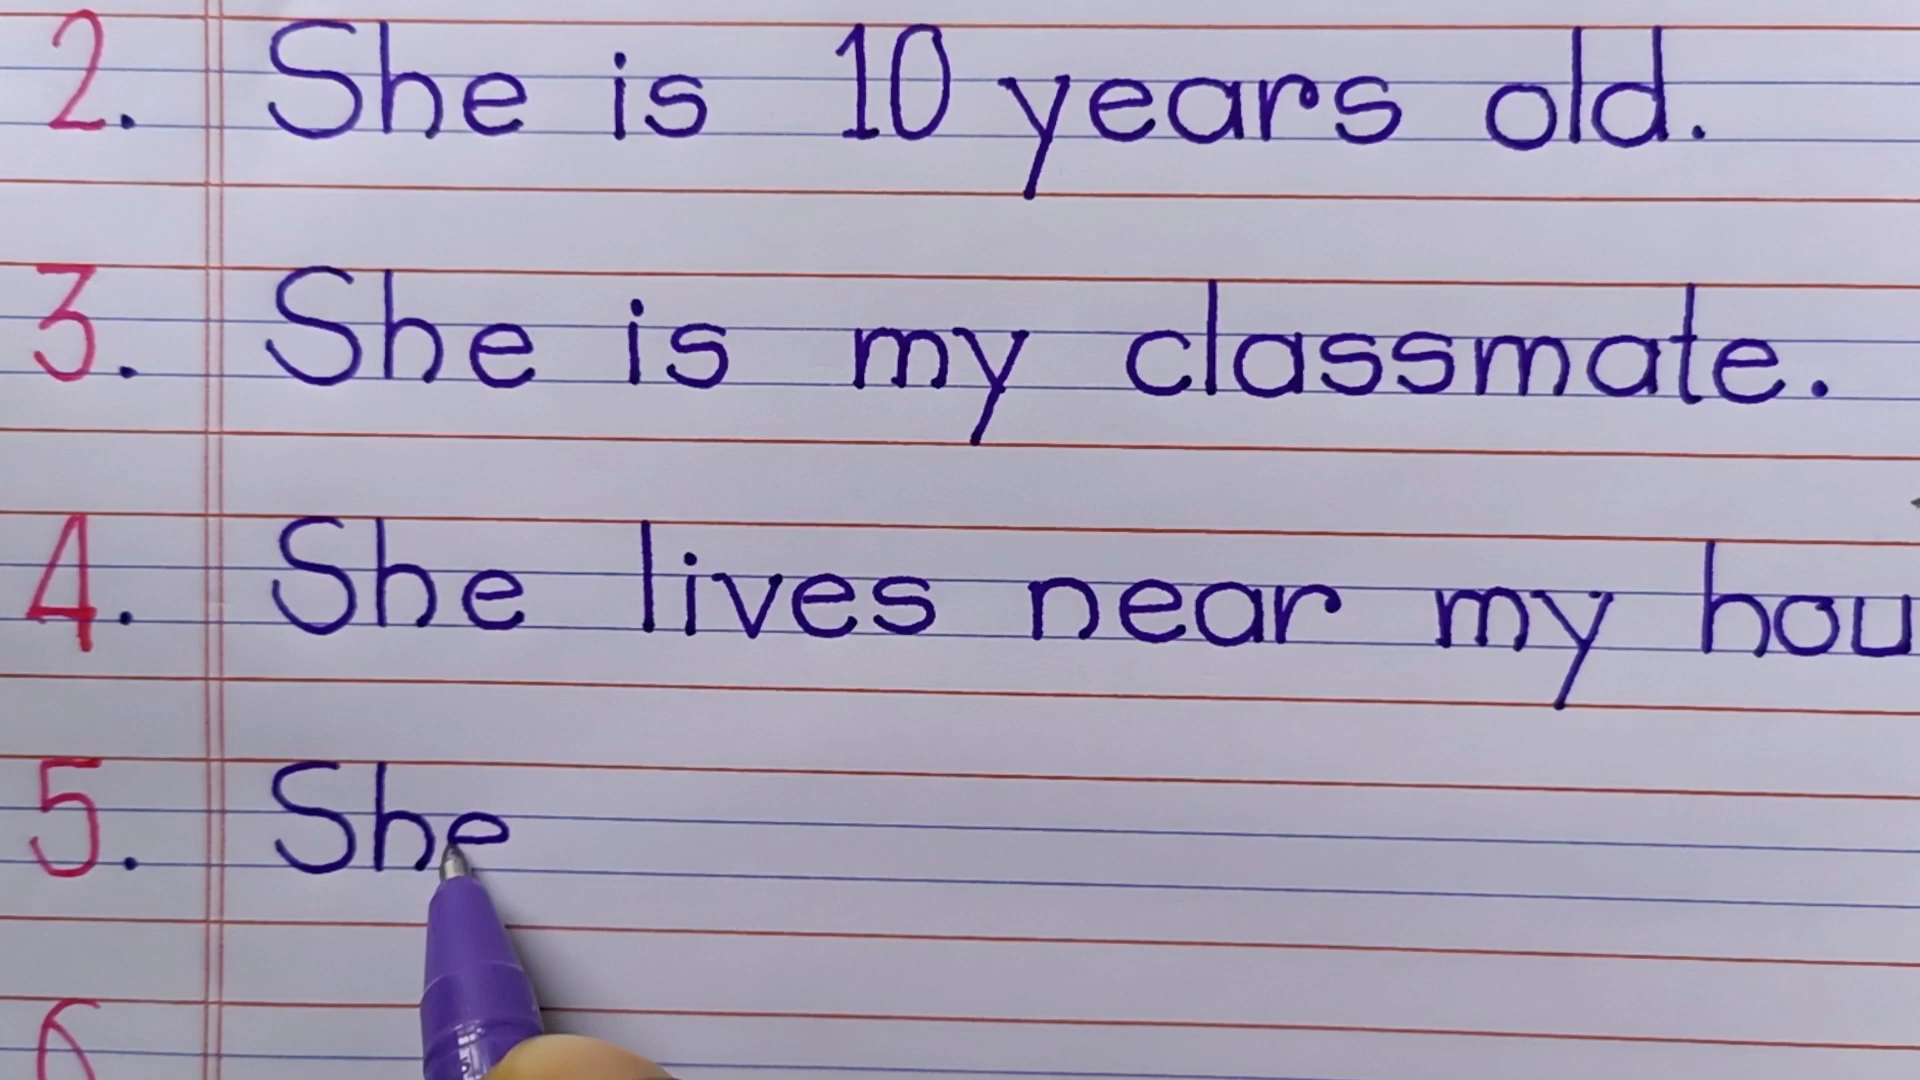 2. She is 10 years old.
3. She is my classmate.
4. She lives near my hou
5. She
6